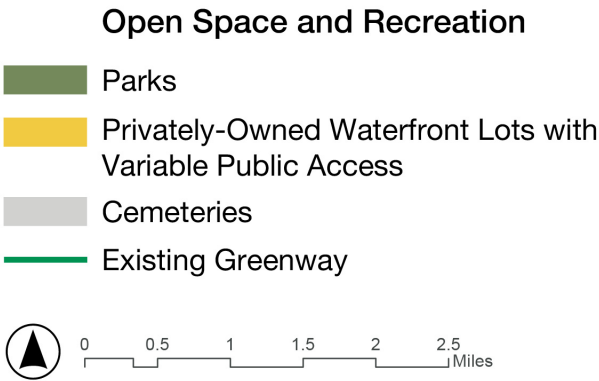 Open Space and Recreation
Parks
Privately-Owned Waterfront Lots with
Variable Public Access
Cemeteries
Existing Greenway
0 0.5 1 1.5 2 2.5
Miles